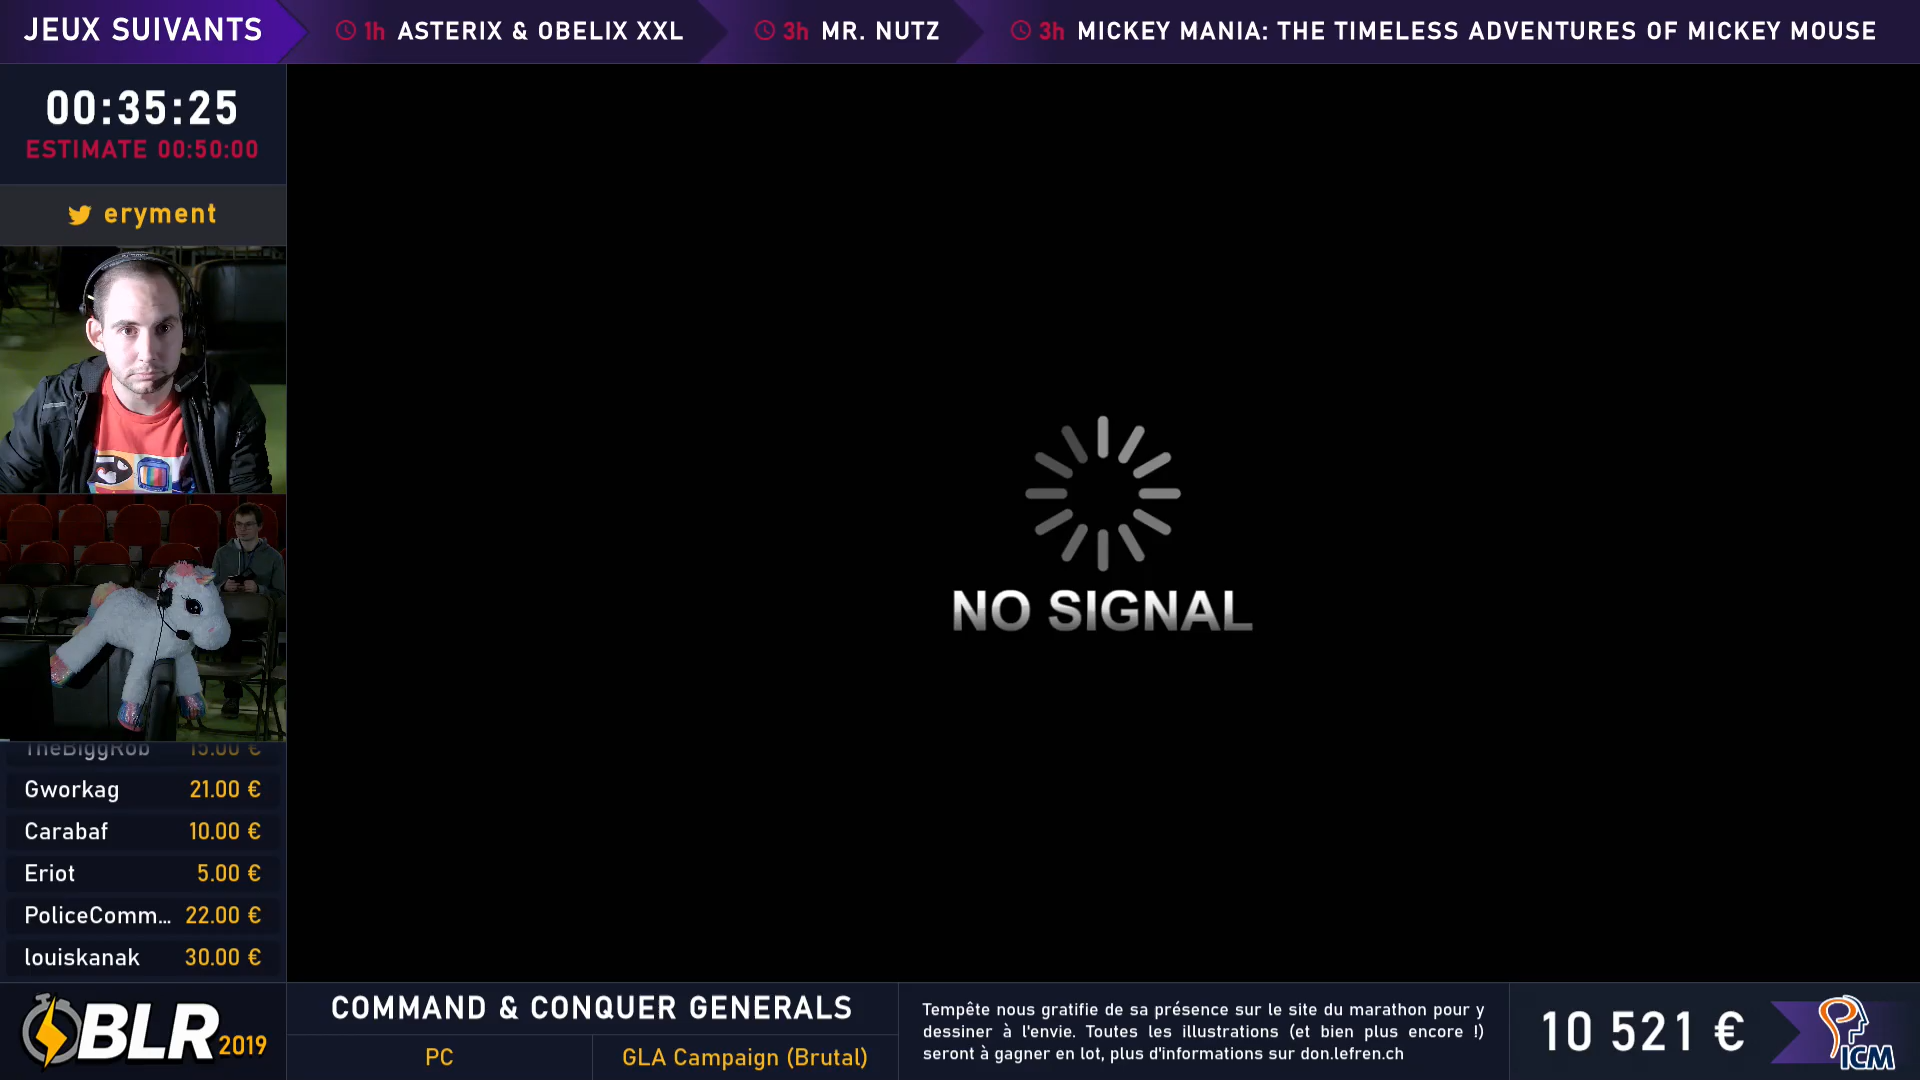 JEUX SUIVANTS
1h ASTERIX & OBELIX XXL
3h MR. NUTZ
3h MICKEY MANIA: THE TIMELESS ADVENTURES OF MICKEY MOUSE
00:35:25
ESTIMATE 00:50:00
eryment
TheBiggRob 15.00 €
Gworkag 21.00 €
Carabaf 10.00 €
Eriot 5.00 €
PoliceComm... 22.00 €
louiskanak 30.00 €
NO SIGNAL
BLR 2019
COMMAND & CONQUER GENERALS
PC
GLA Campaign (Brutal)
Tempête nous gratifie de sa présence sur le site du marathon pour y
dessiner à l'envie. Toutes les illustrations (et bien plus encore !)
seront à gagner en lot, plus d'informations sur don.lefren.ch
10 521 €
ICM